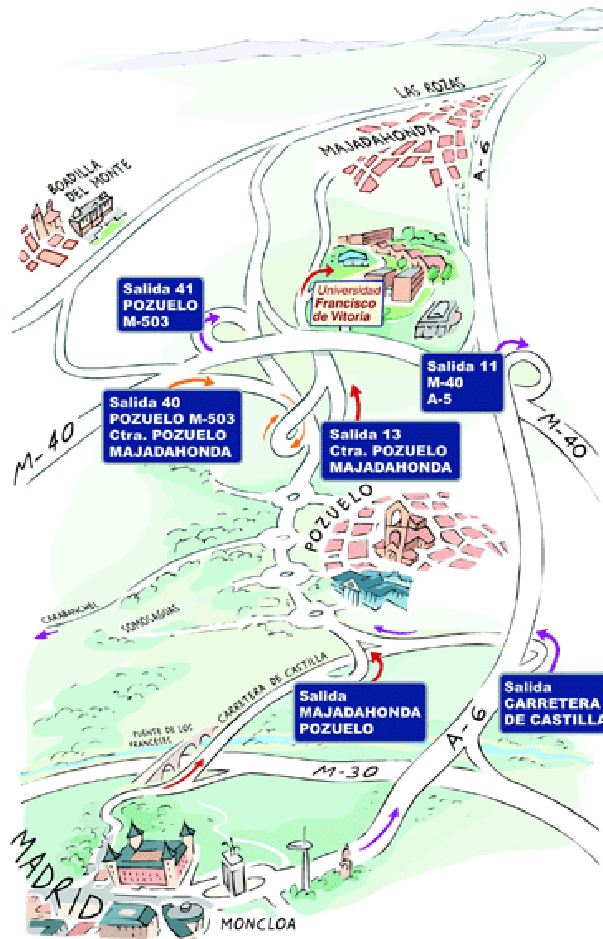 LAS ROZAS
MAJADAHONDA
A-6
BOADILLA
DEL MONTE
Salida 41
POZUELO
M-503
Universidad
Francisco
de Vitoria
Salida 11
M-40
A-5
Salida 40
POZUELO M-503
Ctra. POZUELO
MAJADAHONDA
Salida 13
Ctra. POZUELO
MAJADAHONDA
M-40
M-40
POZUELO
CARABANCHEL
SOMOSAGUAS
CARRETERA DE CASTILLA
Salida
MAJADAHONDA
POZUELO
Salida
CARRETERA
DE CASTILLA
PUENTE DE LOS
FRANCESES
A-6
M-30
MADRID
MONCLOA